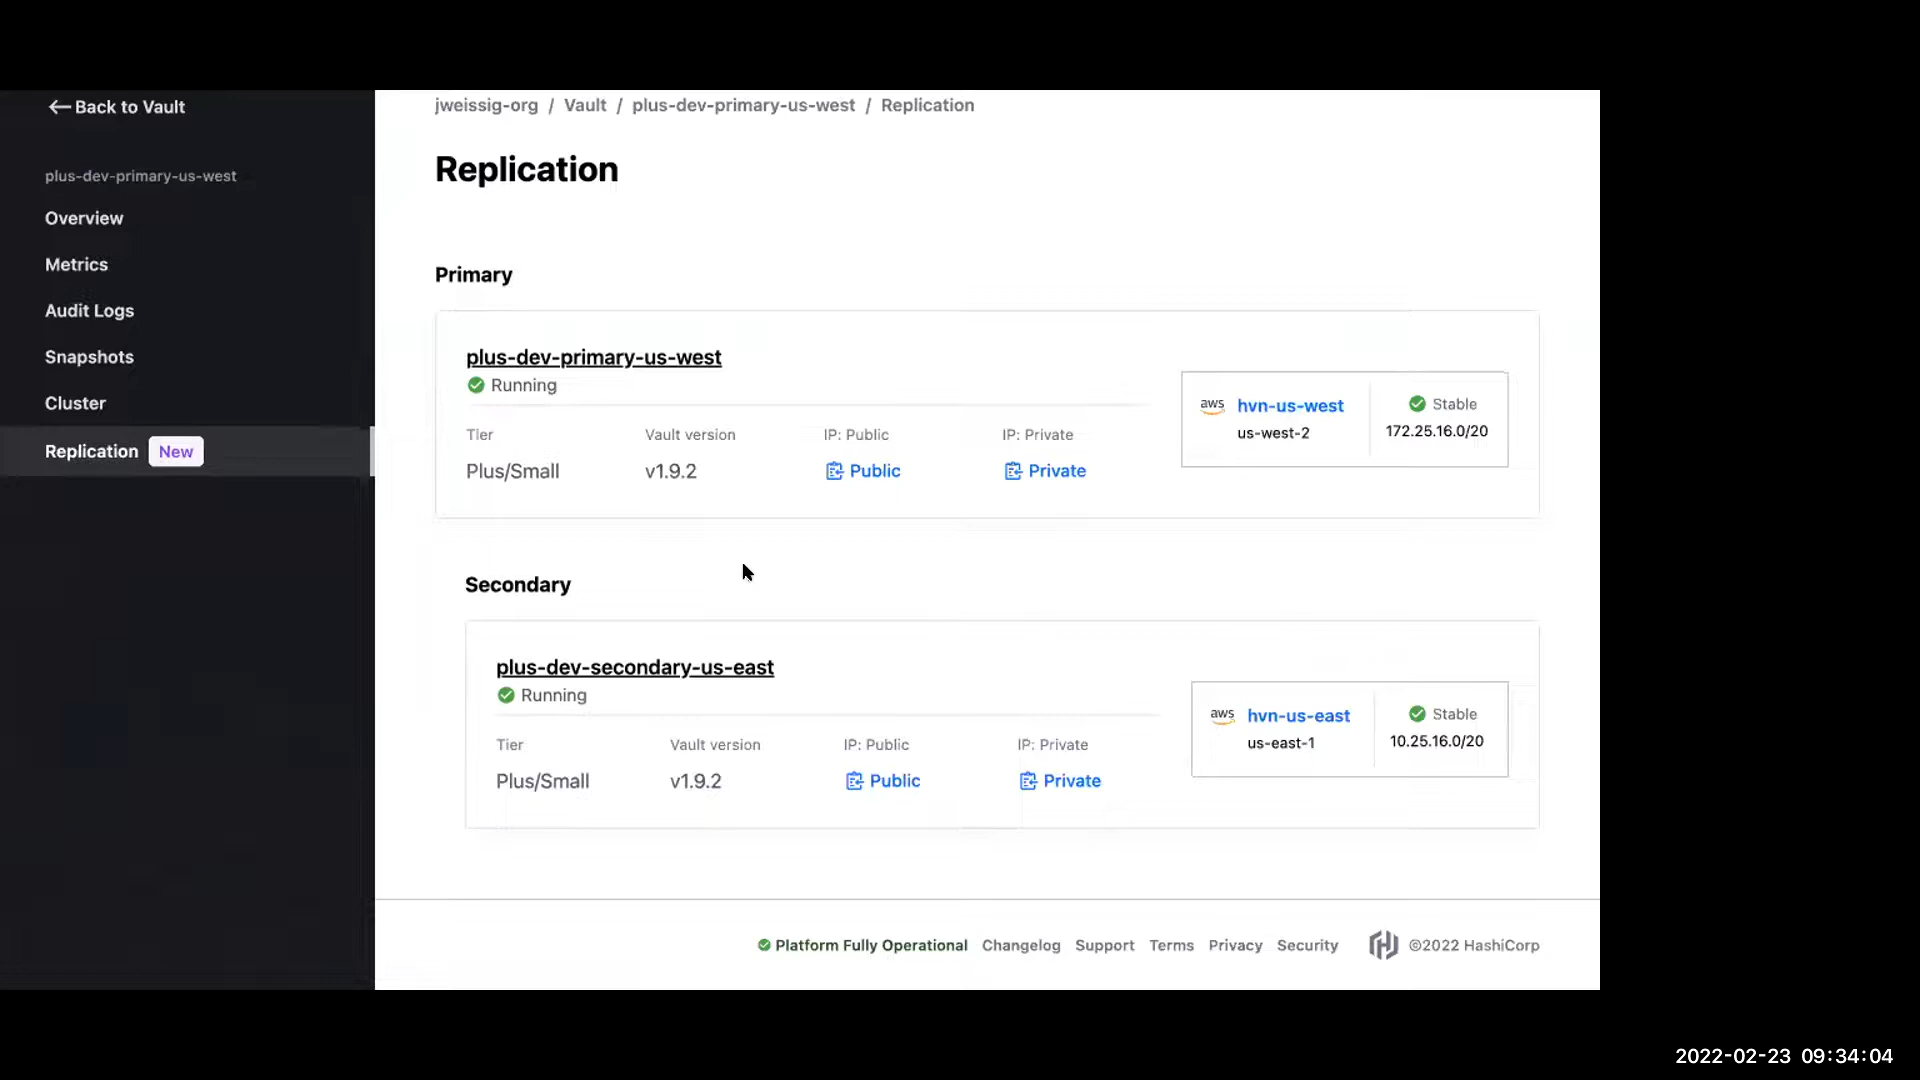 Back to Vault
plus-dev-primary-us-west
Overview
Metrics
Audit Logs
Snapshots
Cluster
Replication New
jweissig-org / Vault / plus-dev-primary-us-west / Replication
Replication
Primary
plus-dev-primary-us-west
Running
Tier Vault version IP: Public IP: Private
Plus/Small v1.9.2 Public Private
aws hvn-us-west Stable
us-west-2 172.25.16.0/20
Secondary
plus-dev-secondary-us-east
Running
Tier Vault version IP: Public IP: Private
Plus/Small v1.9.2 Public Private
aws hvn-us-east Stable
us-east-1 10.25.16.0/20
Platform Fully Operational Changelog Support Terms Privacy Security ©2022 HashiCorp
2022-02-23 09:34:04